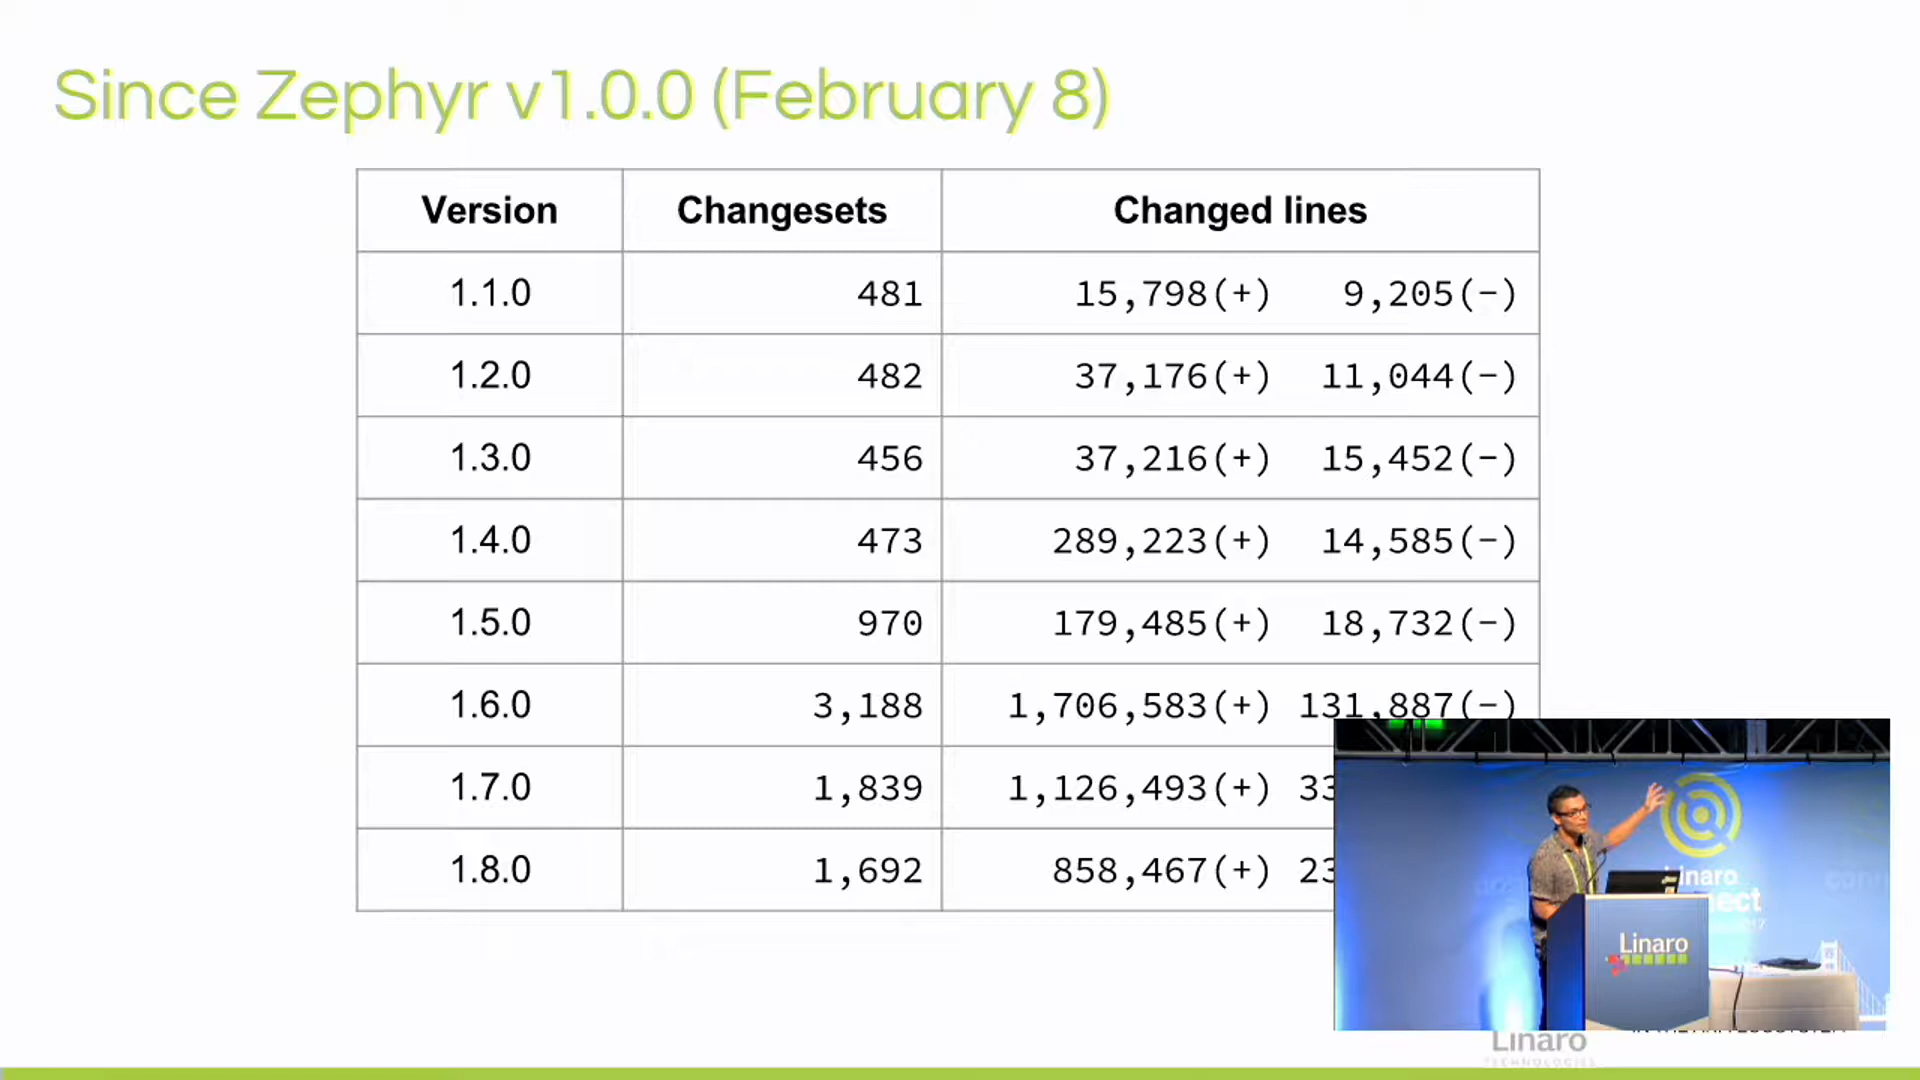 Since Zephyr v1.0.0 (February 8)
Version Changesets Changed lines
1.1.0 481 15,798(+) 9,205(-)
1.2.0 482 37,176(+) 11,044(-)
1.3.0 456 37,216(+) 15,452(-)
1.4.0 473 289,223(+) 14,585(-)
1.5.0 970 179,485(+) 18,732(-)
1.6.0 3,188 1,706,583(+) 131,887(-)
1.7.0 1,839 1,126,493(+) 33
1.8.0 1,692 858,467(+) 23
Linaro
Linaro
TECHNOLOGIES